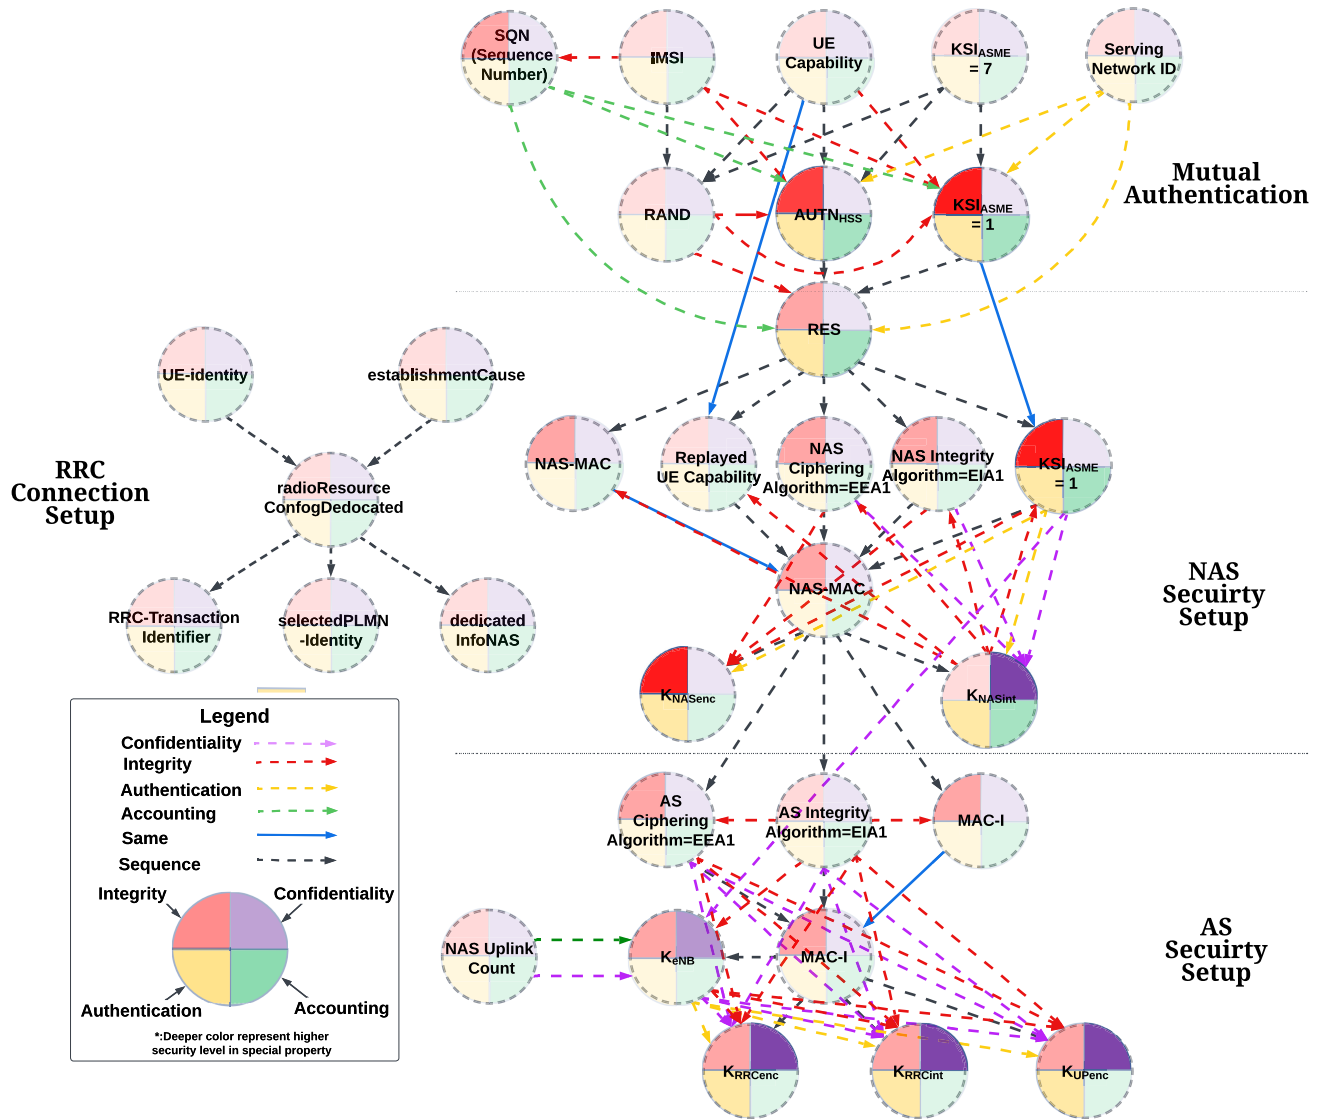 SQN
(Sequence
Number)
IMSI
UE
Capability
KSIASME
= 7
Serving
Network ID
RAND
AUTNHSS
KSIASME
= 1
Mutual
Authentication
RES
UE-identity
establishmentCause
radioResource
ConfogDedocated
RRC
Connection
Setup
RRC-Transaction
Identifier
selectedPLMN
-Identity
dedicated
InfoNAS
NAS-MAC
Replayed
UE Capability
NAS
Ciphering
Algorithm=EEA1
NAS Integrity
Algorithm=EIA1
KSIASME
= 1
NAS-MAC
NAS
Secuirty
Setup
KNASenc
KNASint
Legend
Confidentiality
Integrity
Authentication
Accounting
Same
Sequence
Integrity
Confidentiality
Authentication
Accounting
*:Deeper color represent higher
security level in special property
AS
Ciphering
Algorithm=EEA1
AS Integrity
Algorithm=EIA1
MAC-I
NAS Uplink
Count
KeNB
MAC-I
AS
Secuirty
Setup
KRRCenc
KRRCint
KUPenc